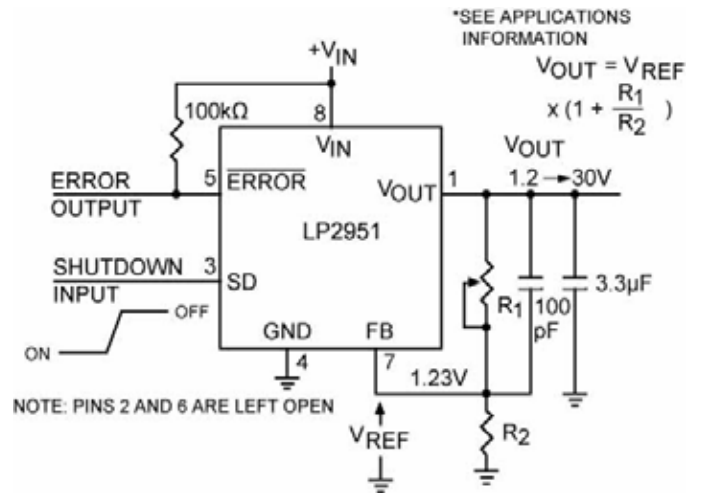 *SEE APPLICATIONS
INFORMATION
+VIN
VOUT = VREF
x (1 + R1
R2 )
100kΩ
8
VIN
VOUT
1.2 → 30V
ERROR
OUTPUT
5
ERROR
VOUT
1
LP2951
SHUTDOWN
INPUT
3
SD
R1
100
pF
3.3µF
OFF
ON
GND
FB
4
7
1.23V
NOTE: PINS 2 AND 6 ARE LEFT OPEN
VREF
R2